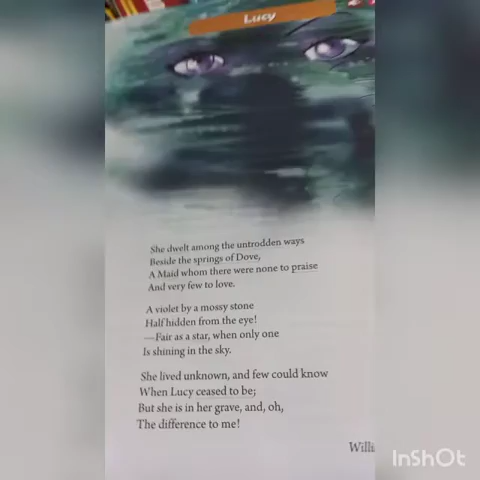 Lucy
She dwelt among the untrodden ways
Beside the springs of Dove,
A Maid whom there were none to praise
And very few to love.
A violet by a mossy stone
Half hidden from the eye!
—Fair as a star, when only one
Is shining in the sky.
She lived unknown, and few could know
When Lucy ceased to be;
But she is in her grave, and, oh,
The difference to me!
InShOt